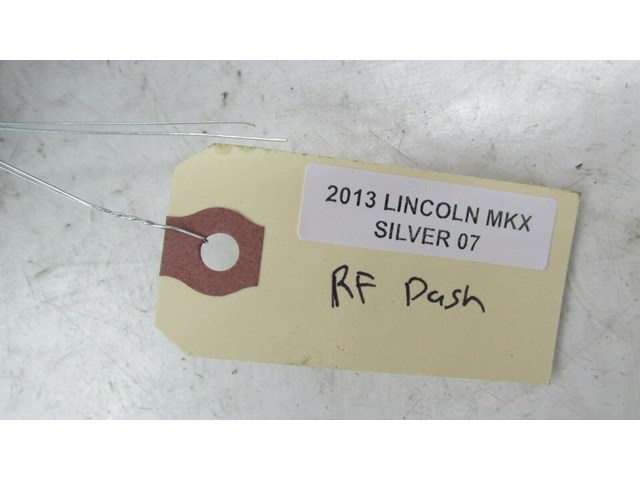 2013 LINCOLN MKX
SILVER 07
RF Dash